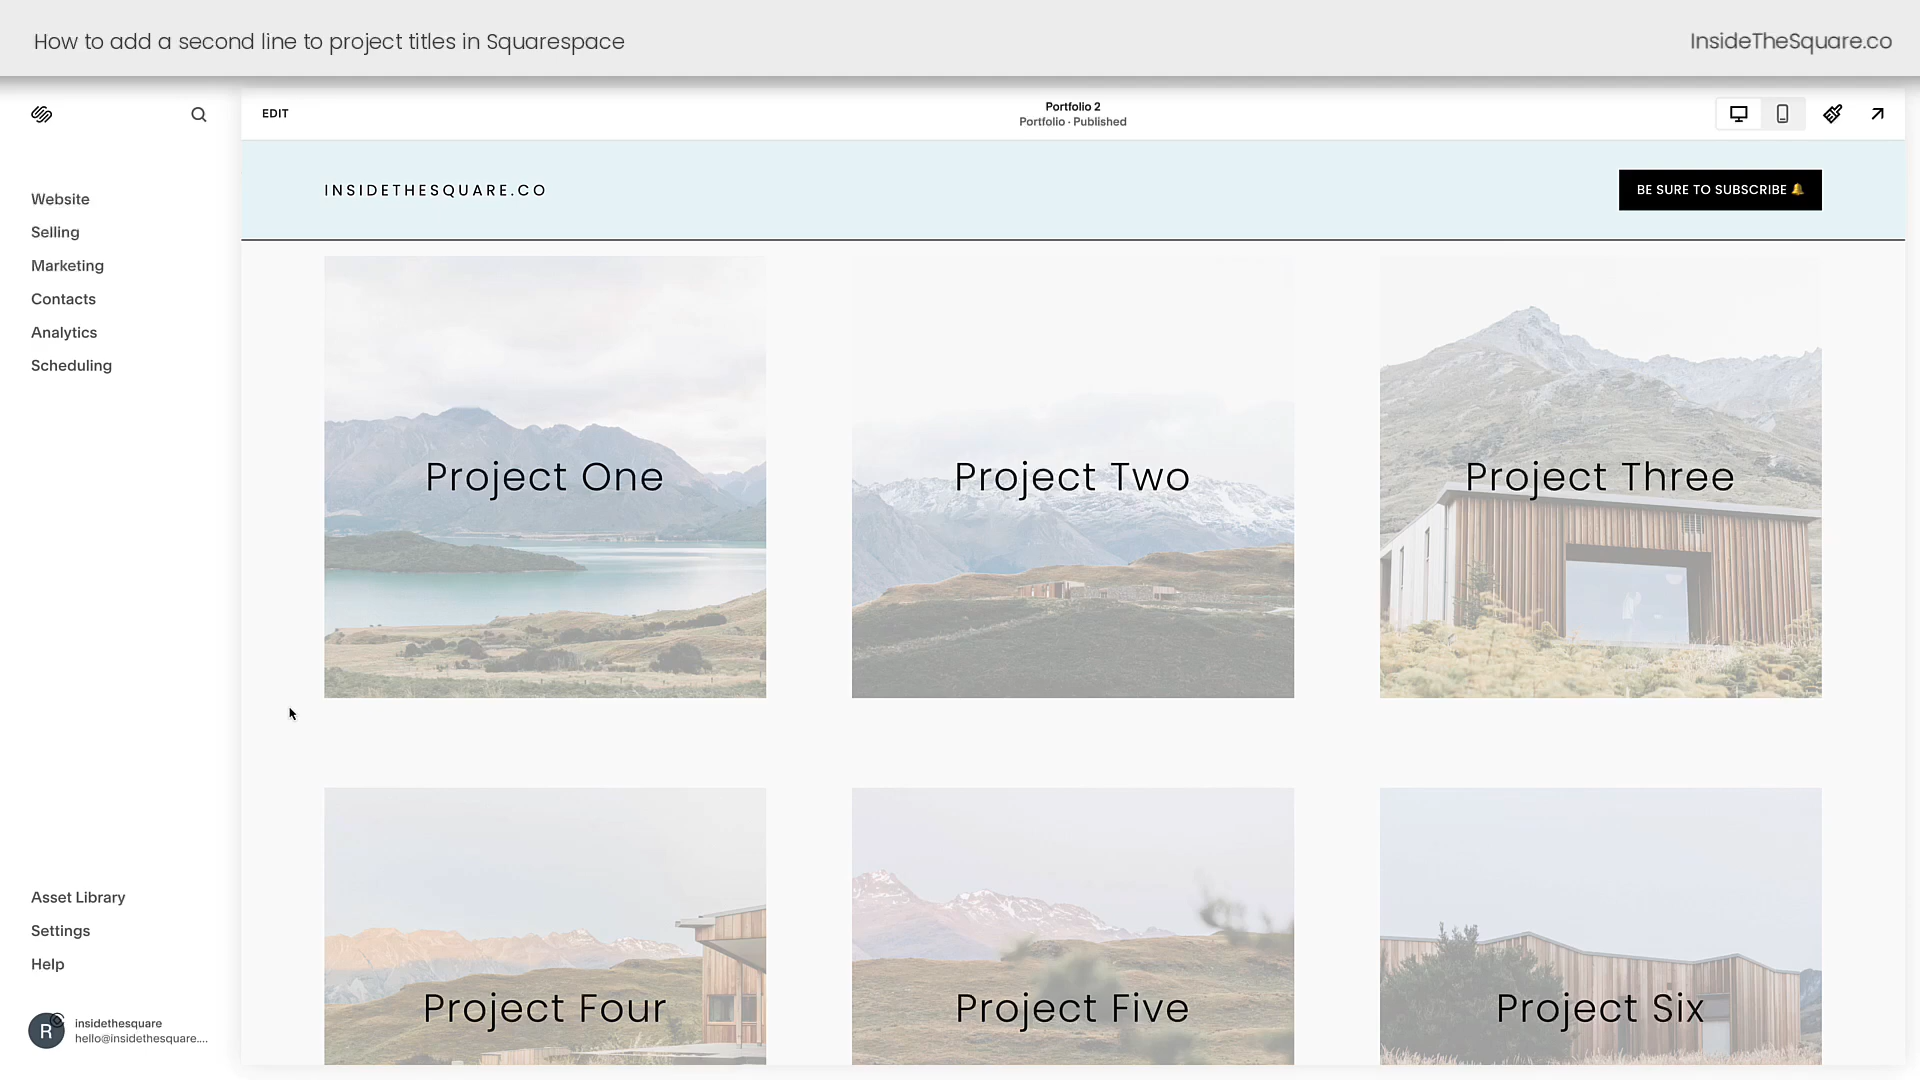 How to add a second line to project titles in Squarespace
InsideTheSquare.co
EDIT
Portfolio 2
Portfolio · Published
INSIDETHESQUARE.CO
BE SURE TO SUBSCRIBE 🔔
Website
Selling
Marketing
Contacts
Analytics
Scheduling
Project One
Project Two
Project Three
Project Four
Project Five
Project Six
Asset Library
Settings
Help
R
insidethesquare
hello@insidethesquare....